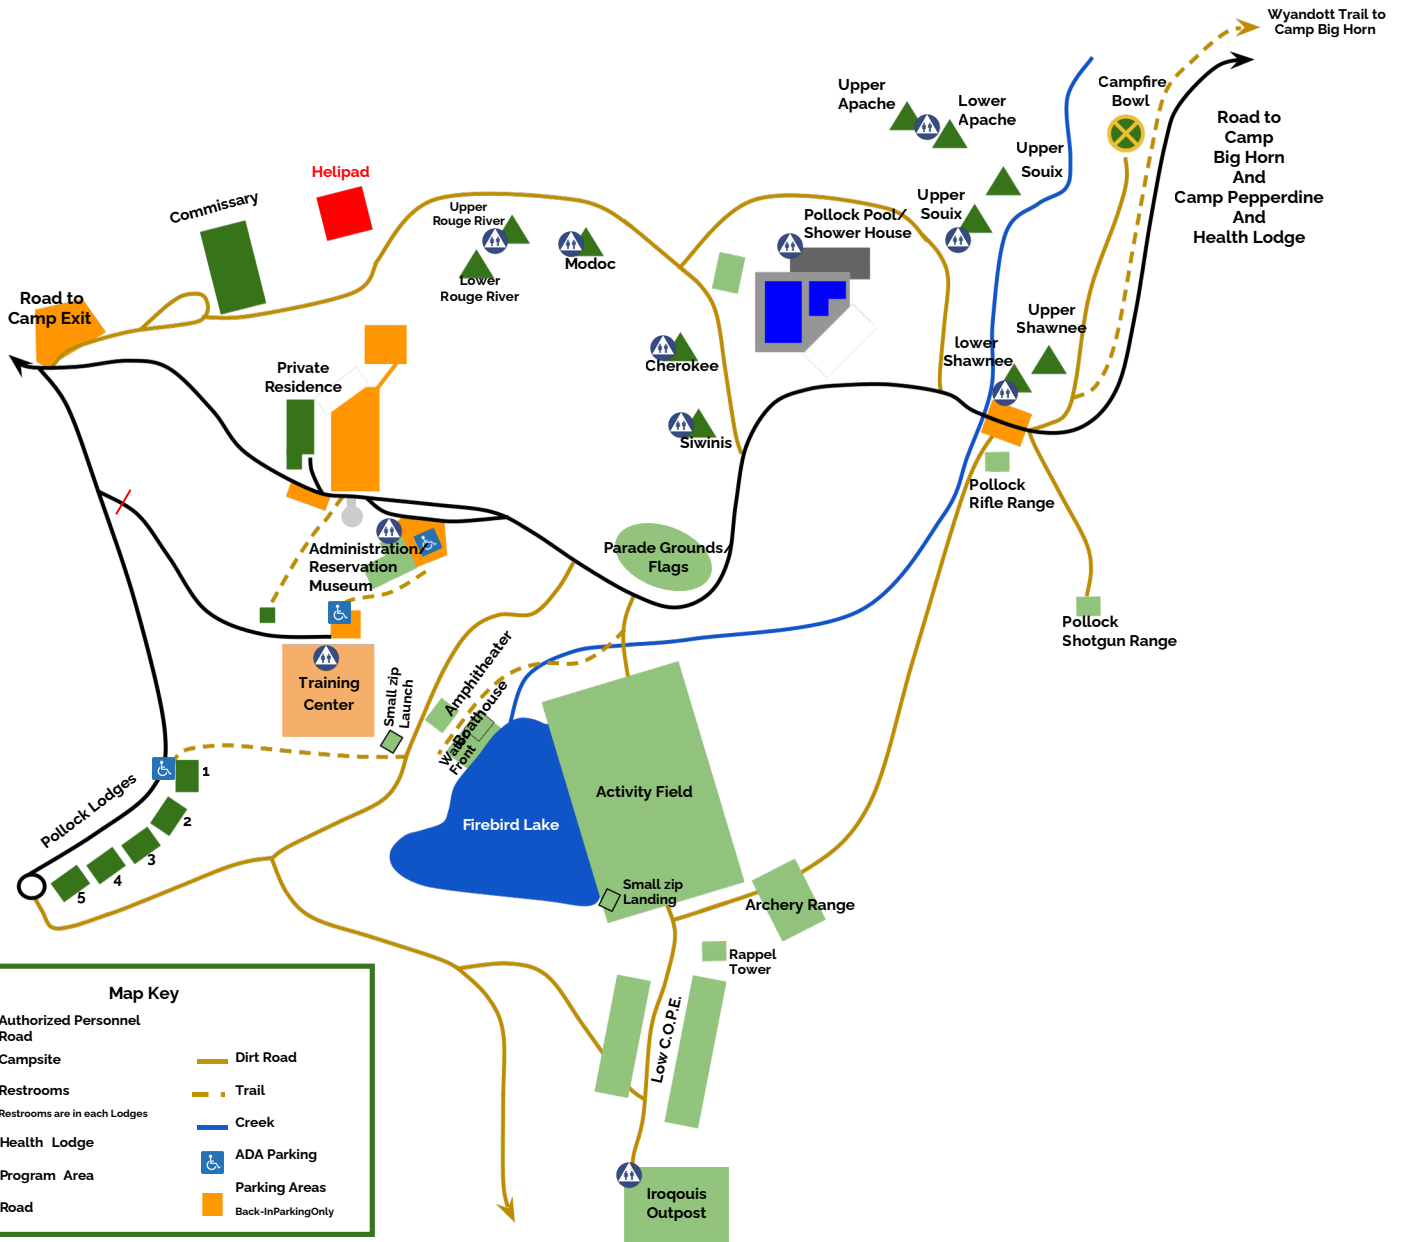 Wyandott Trail to
Camp Big Horn
Campfire
Bowl
Upper
Apache
Lower
Apache
Road to
Camp
Big Horn
And
Camp Pepperdine
And
Health Lodge
Upper
Souix
Helipad
Commissary
Upper
Souix
Upper
Rouge River
Pollock Pool/
Shower House
Modoc
Lower
Rouge River
Road to
Camp Exit
Upper
Shawnee
lower
Shawnee
Cherokee
Private
Residence
Siwinis
Pollock
Rifle Range
Administration/
Reservation
Museum
Parade Grounds/
Flags
Pollock
Shotgun Range
Training
Center
Small zip
Launch
Amphitheater
Boathouse
Water
Front
Pollock Lodges
1
2
3
4
5
Activity Field
Firebird Lake
Small zip
Landing
Archery Range
Rappel
Tower
Low C.O.P.E.
Iroqouis
Outpost
Map Key
Authorized Personnel
Road
Campsite
Restrooms
Restrooms are in each Lodges
Health Lodge
Program Area
Road
Dirt Road
Trail
Creek
ADA Parking
Parking Areas
Back-InParkingOnly